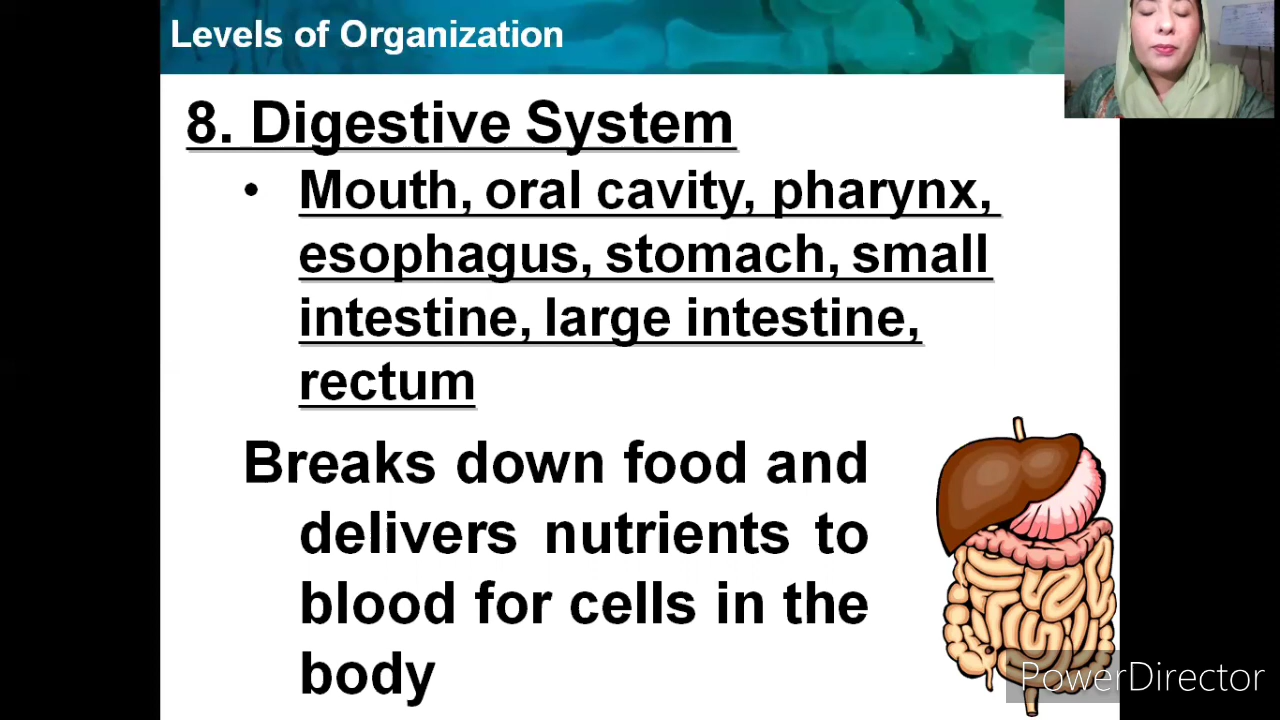 Levels of Organization
8. Digestive System
• Mouth, oral cavity, pharynx,
esophagus, stomach, small
intestine, large intestine,
rectum
Breaks down food and
delivers nutrients to
blood for cells in the
body
PowerDirector